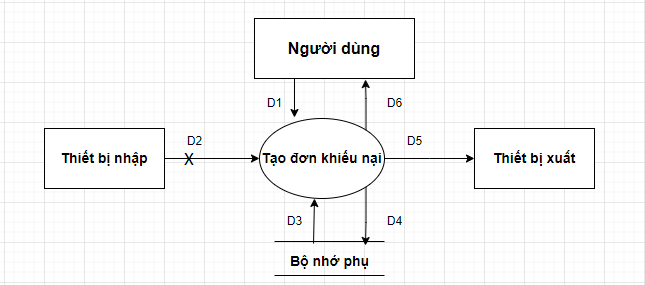 Người dùng
D1
D6
D2
D5
Thiết bị nhập
X
Tạo đơn khiếu nại
Thiết bị xuất
D3
D4
Bộ nhớ phụ